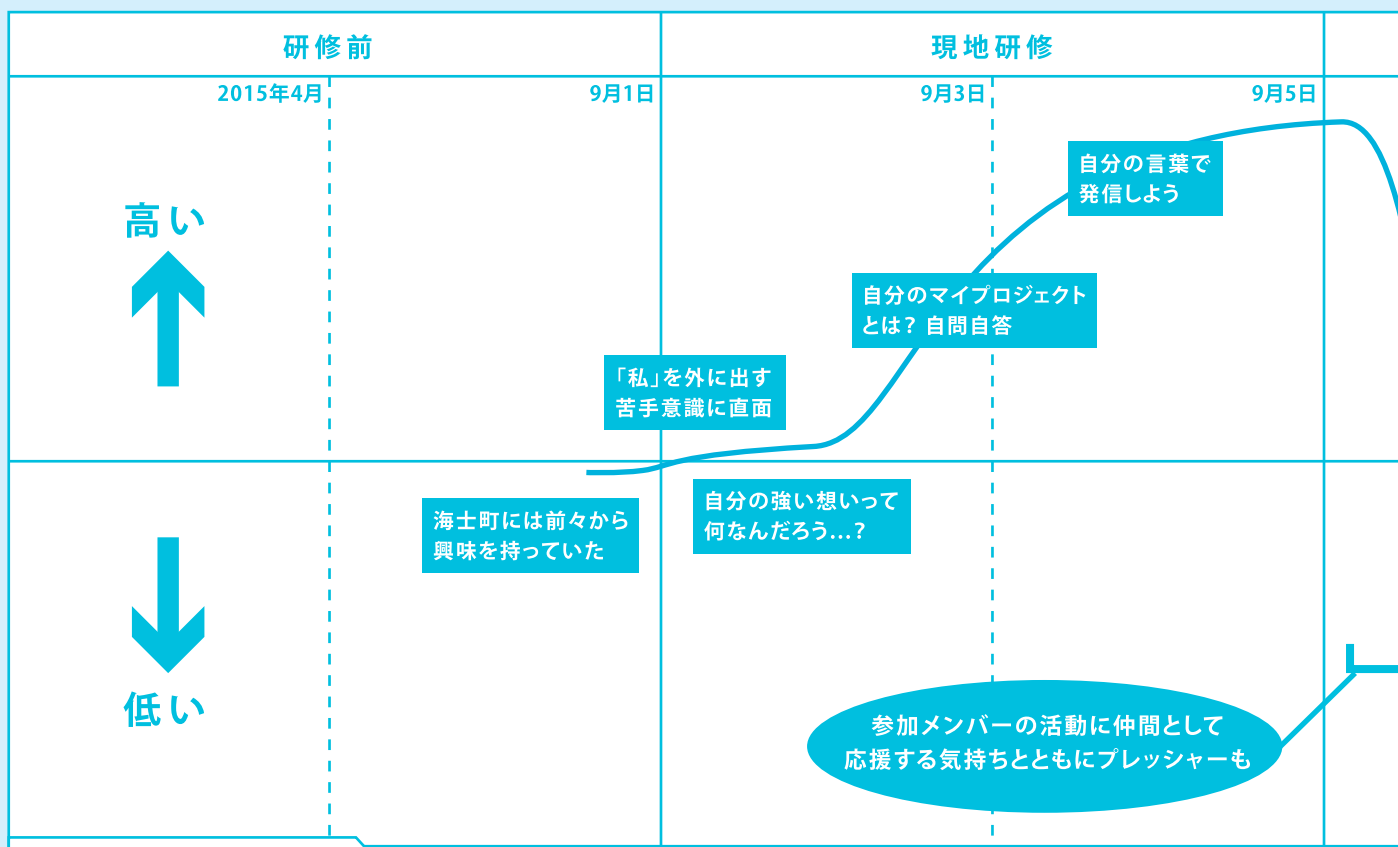 研修前
現地研修
2015年4月
9月1日
9月3日
9月5日
高い
低い
自分の言葉で
発信しよう
自分のマイプロジェクト
とは? 自問自答
「私」を外に出す
苦手意識に直面
海士町には前々から
興味を持っていた
自分の強い想いって
何なんだろう…?
参加メンバーの活動に仲間として
応援する気持ちとともにプレッシャーも